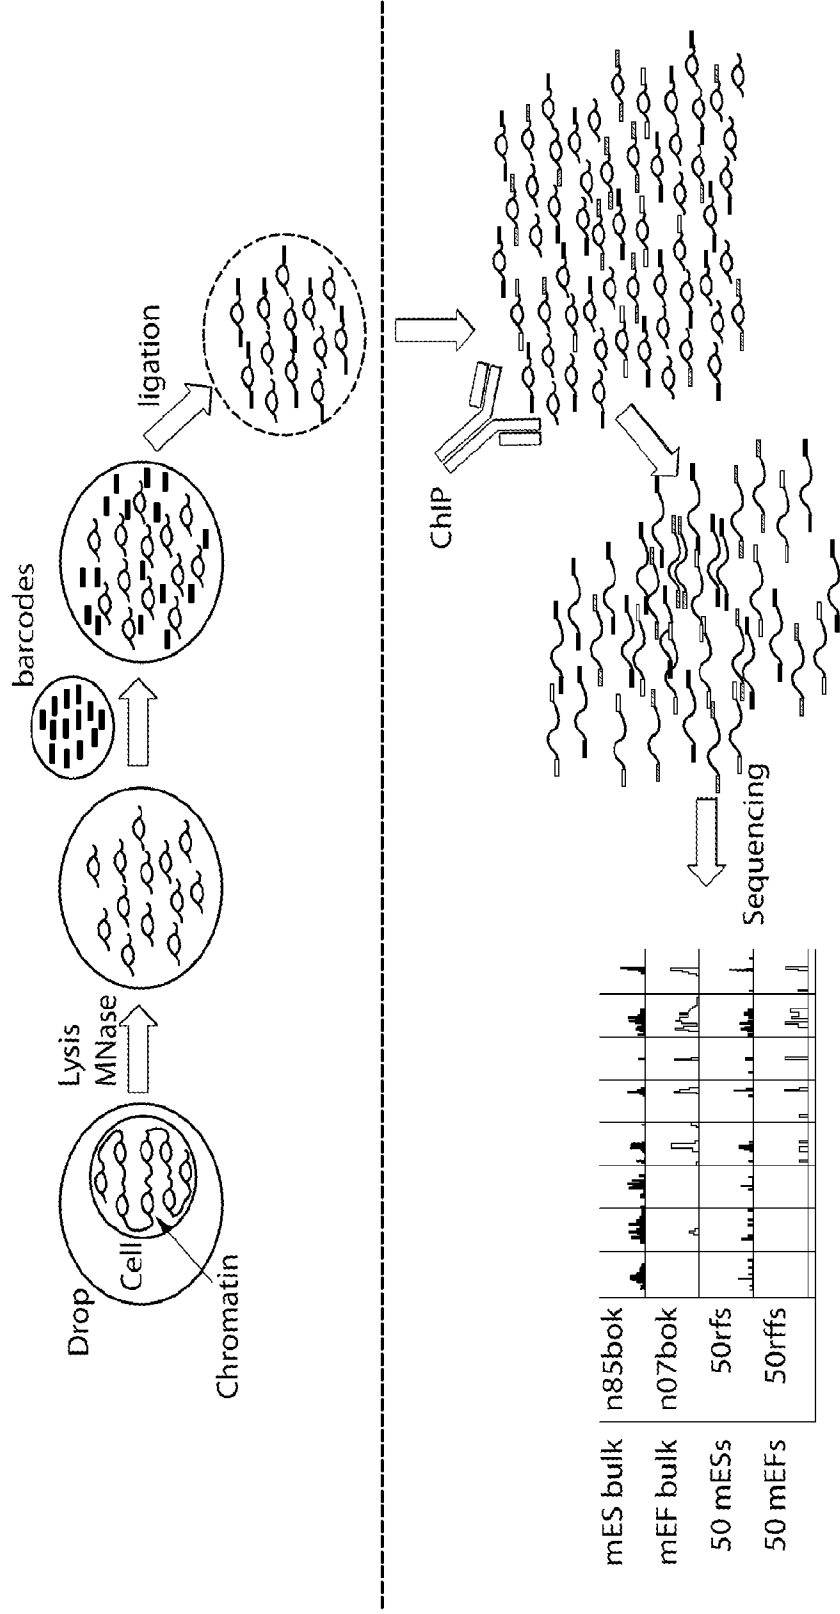 Drop
Cell
Chromatin
Lysis
MNase
barcodes
ligation
ChIP
Sequencing
mES bulk n85bok
mEF bulk n07bok
50 mESs 50rfs
50 mEFs 50rffs